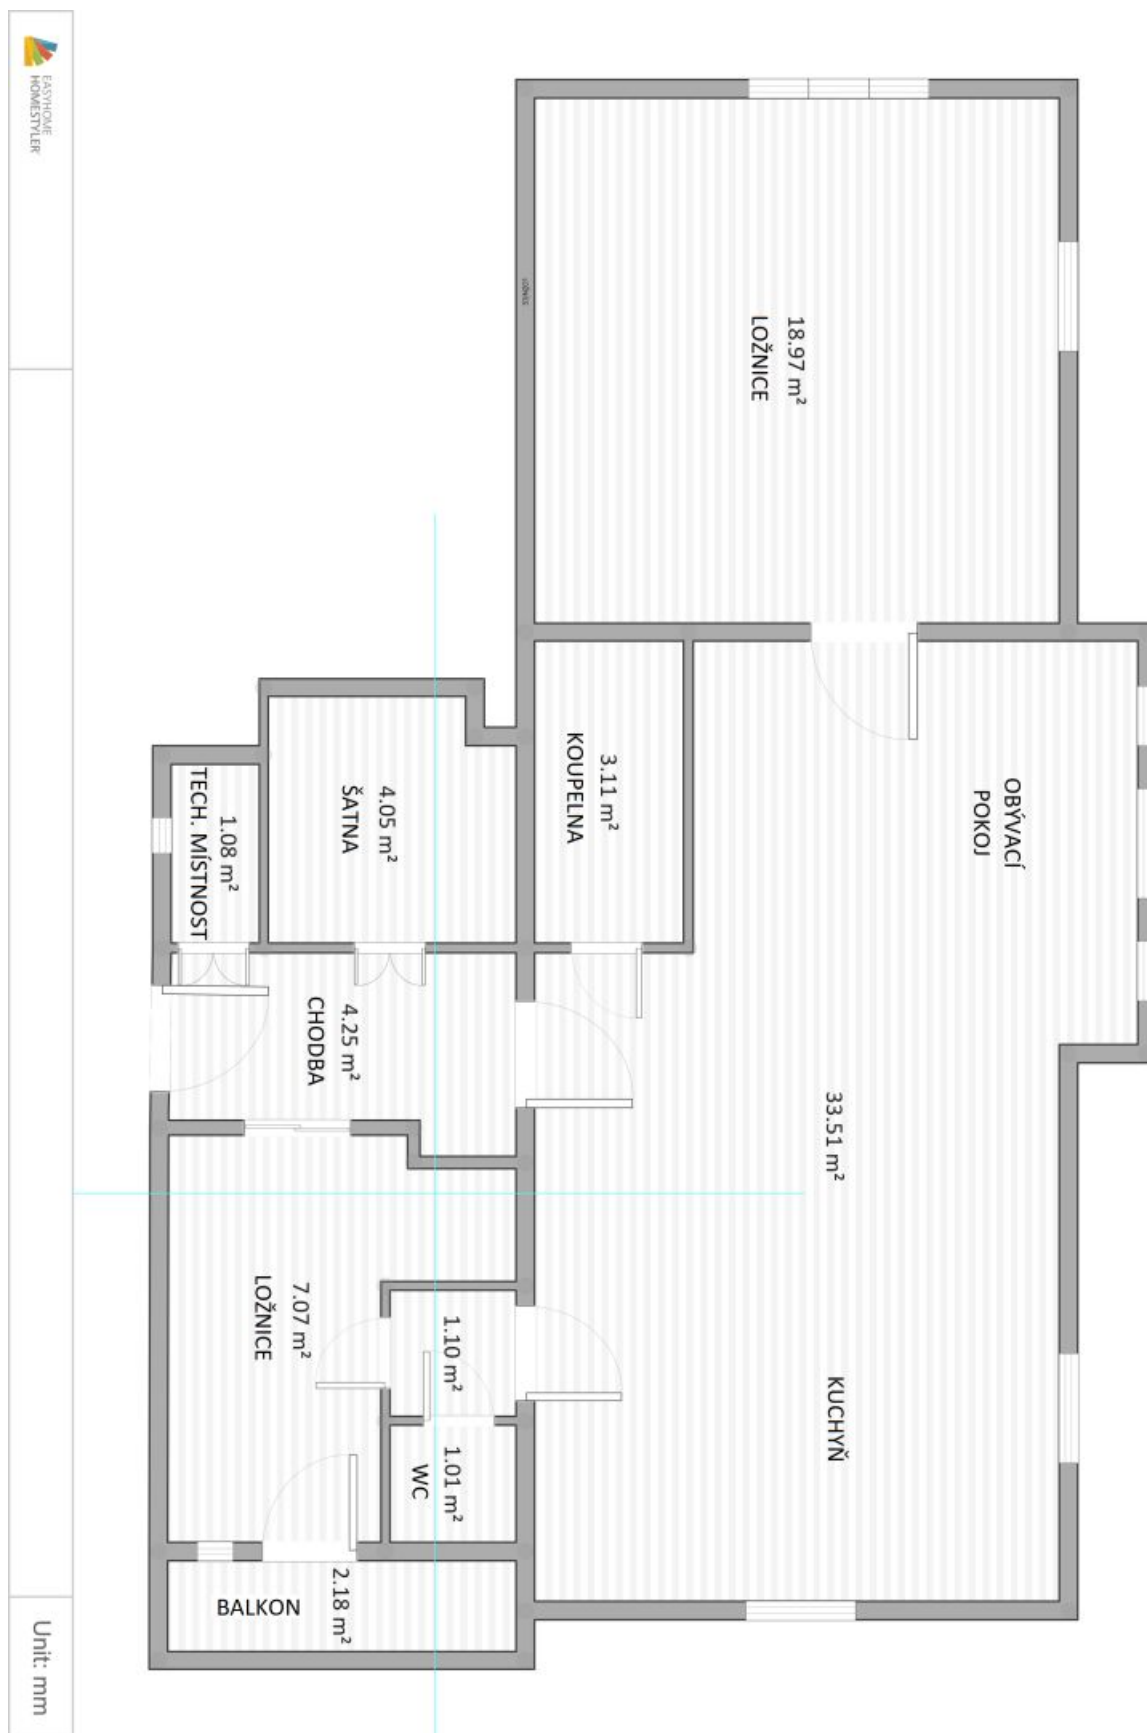 EASYHOME
HOMESTYLER
18.97 m²
LOŽNICE
OBÝVACÍ
POKOJ
3.11 m²
KOUPELNA
4.05 m²
ŠATNA
1.08 m²
TECH. MÍSTNOST
4.25 m²
CHODBA
33.51 m²
KUCHYŇ
7.07 m²
LOŽNICE
1.10 m²
1.01 m²
WC
2.18 m²
BALKON
Unit: mm